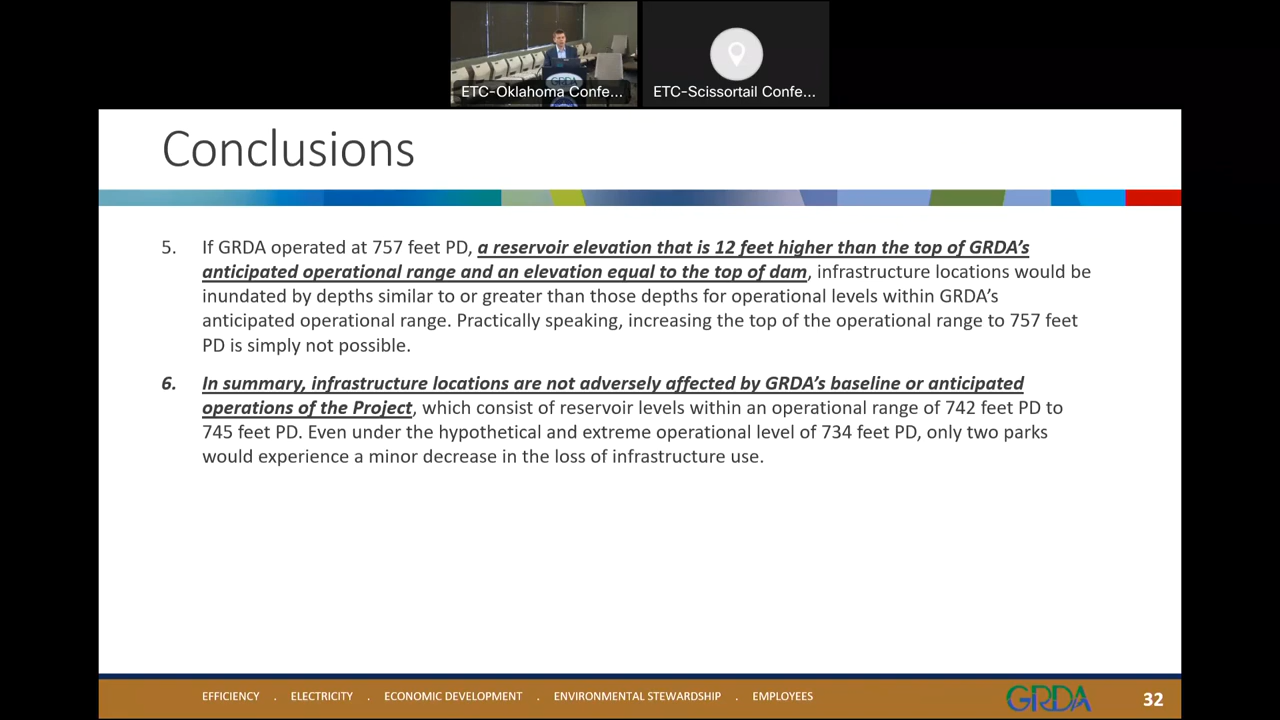 ETC-Oklahoma Confe...
ETC-Scissortail Confe...
Conclusions
5. If GRDA operated at 757 feet PD, a reservoir elevation that is 12 feet higher than the top of GRDA's
anticipated operational range and an elevation equal to the top of dam, infrastructure locations would be
inundated by depths similar to or greater than those depths for operational levels within GRDA's
anticipated operational range. Practically speaking, increasing the top of the operational range to 757 feet
PD is simply not possible.
6. In summary, infrastructure locations are not adversely affected by GRDA's baseline or anticipated
operations of the Project, which consist of reservoir levels within an operational range of 742 feet PD to
745 feet PD. Even under the hypothetical and extreme operational level of 734 feet PD, only two parks
would experience a minor decrease in the loss of infrastructure use.
EFFICIENCY . ELECTRICITY . ECONOMIC DEVELOPMENT . ENVIRONMENTAL STEWARDSHIP . EMPLOYEES
GRDA
32